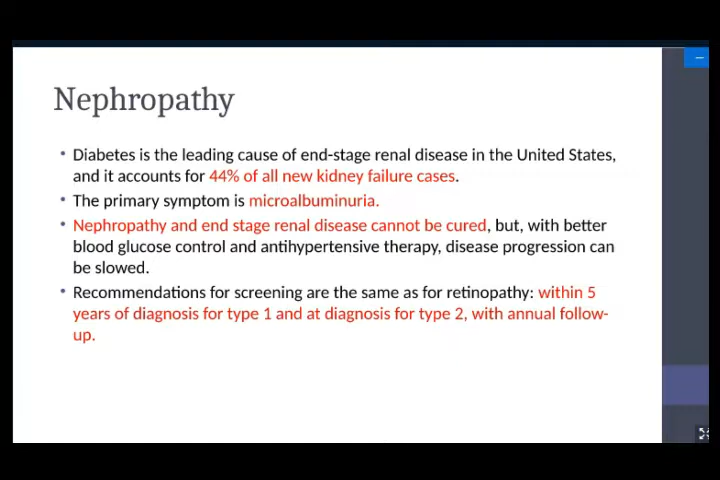 Nephropathy
• Diabetes is the leading cause of end-stage renal disease in the United States,
and it accounts for 44% of all new kidney failure cases.
• The primary symptom is microalbuminuria.
• Nephropathy and end stage renal disease cannot be cured, but, with better
blood glucose control and antihypertensive therapy, disease progression can
be slowed.
• Recommendations for screening are the same as for retinopathy: within 5
years of diagnosis for type 1 and at diagnosis for type 2, with annual follow-
up.